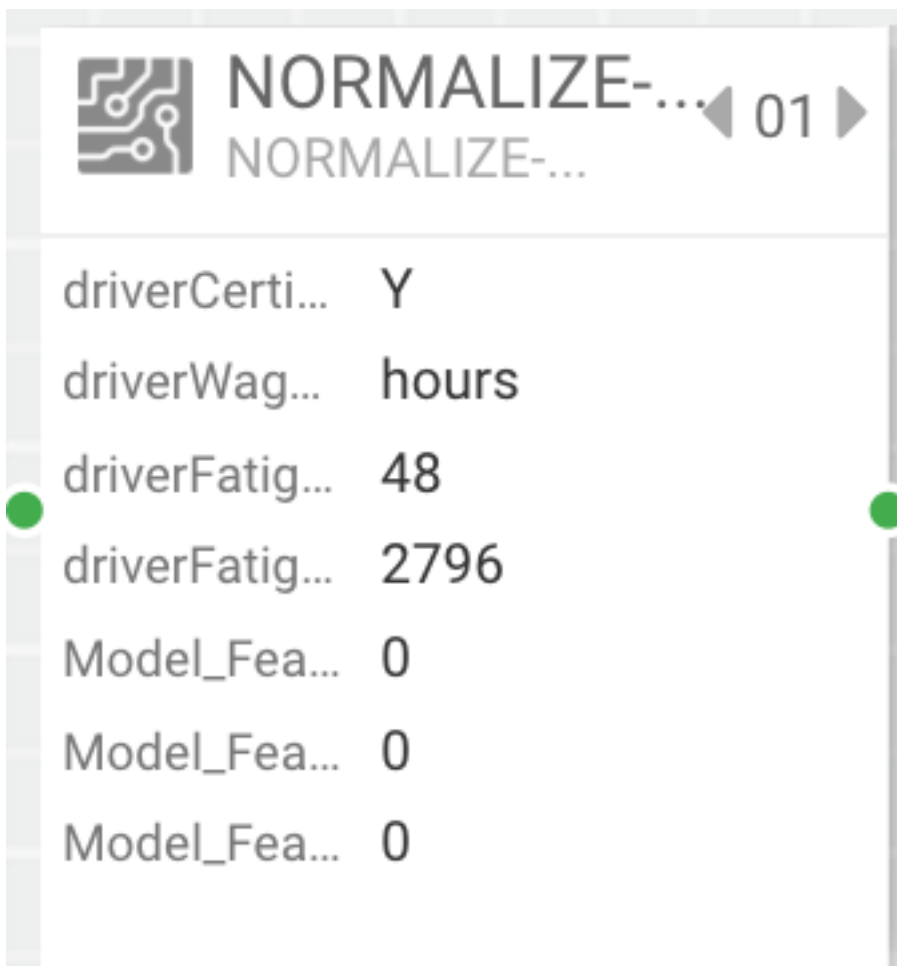 NORMALIZE-...
01
NORMALIZE-...
driverCerti... Y
driverWag... hours
driverFatig... 48
driverFatig... 2796
Model_Fea... 0
Model_Fea... 0
Model_Fea... 0